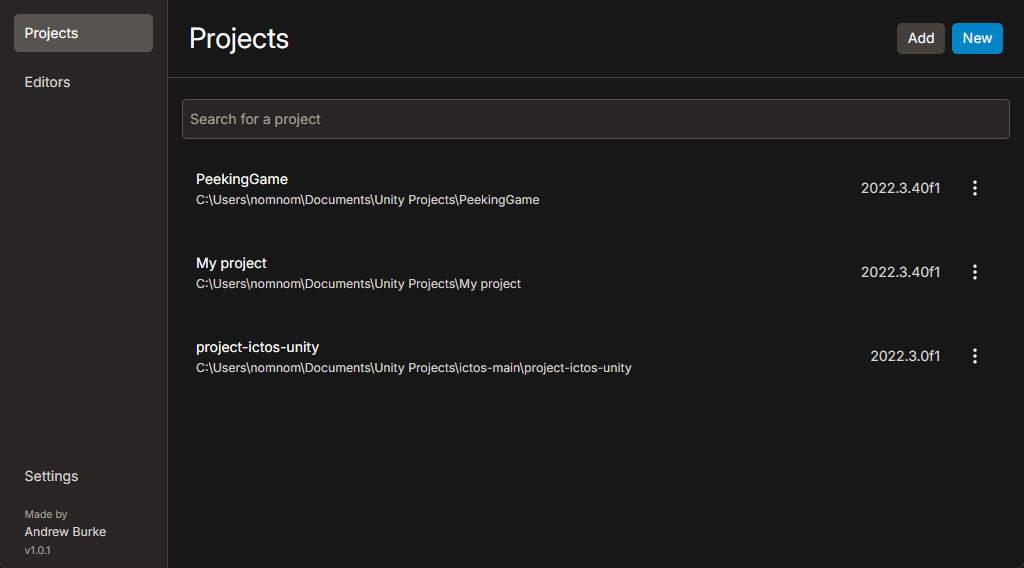 Projects
Editors
Settings
Made by
Andrew Burke
v1.0.1
Projects
Add
New
Search for a project
PeekingGame
C:\Users\nomnom\Documents\Unity Projects\PeekingGame
2022.3.40f1
My project
C:\Users\nomnom\Documents\Unity Projects\My project
2022.3.40f1
project-ictos-unity
C:\Users\nomnom\Documents\Unity Projects\ictos-main\project-ictos-unity
2022.3.0f1